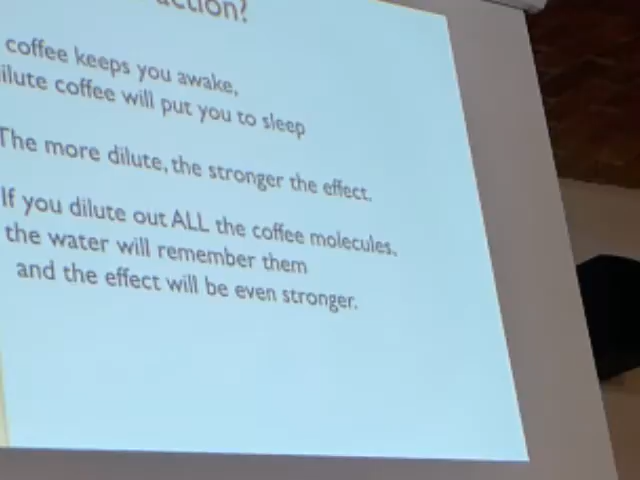 coffee keeps you awake,
dilute coffee will put you to sleep
The more dilute, the stronger the effect.
If you dilute out ALL the coffee molecules,
the water will remember them
and the effect will be even stronger.